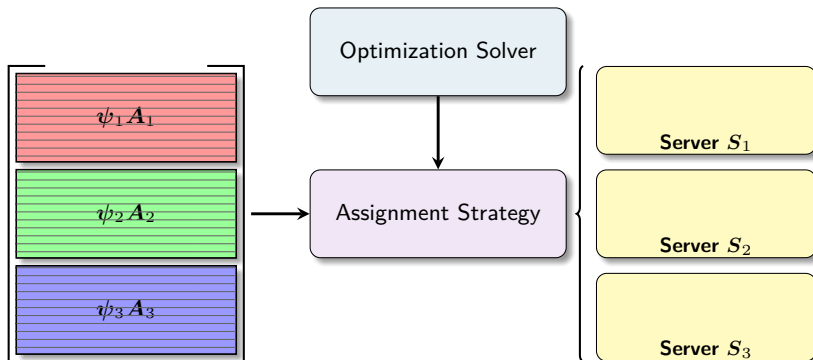 Optimization Solver
ψ₁A₁
ψ₂A₂
ψ₃A₃
Assignment Strategy
Server S₁
Server S₂
Server S₃